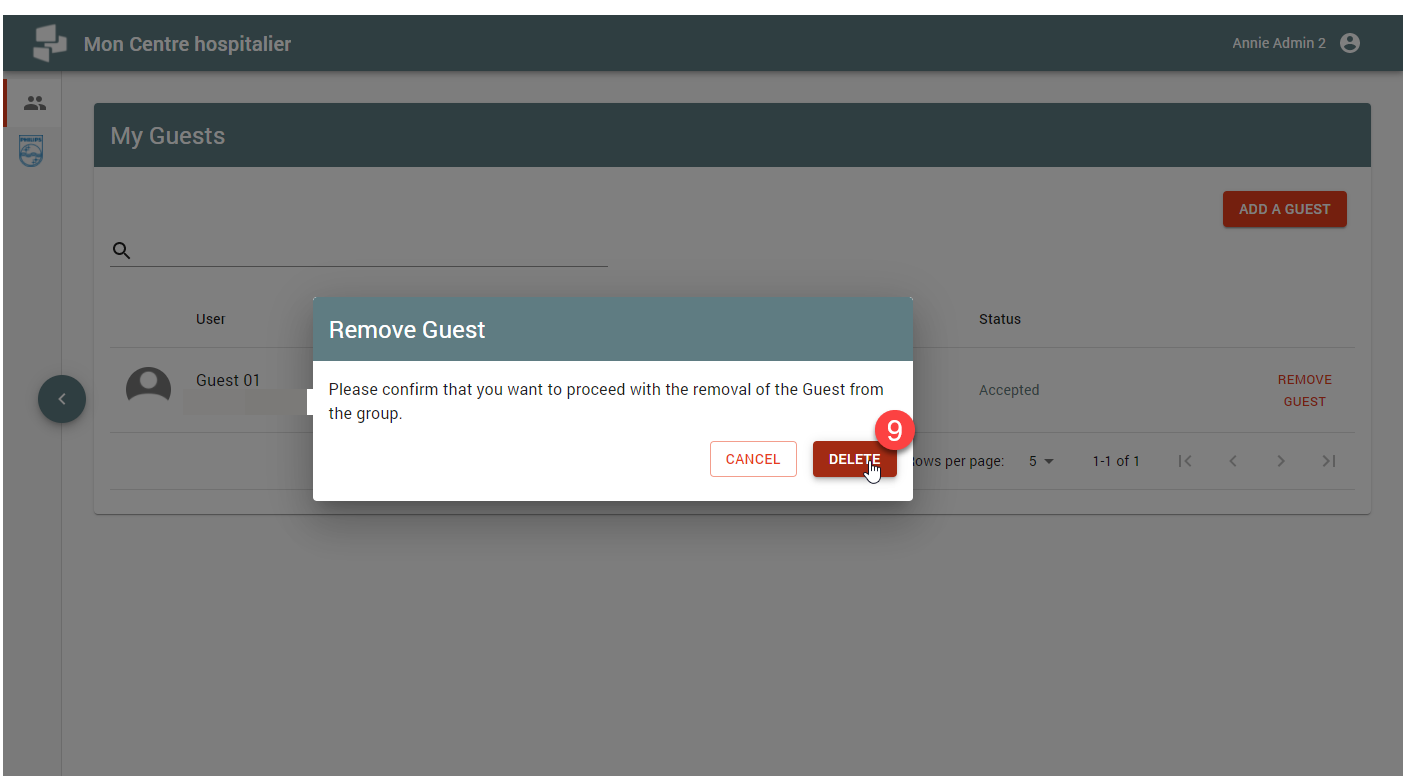 Mon Centre hospitalier
Annie Admin 2
PHILIPS
My Guests
ADD A GUEST
User
Status
Remove Guest
Guest 01
Please confirm that you want to proceed with the removal of the Guest from
the group.
Accepted
REMOVE
GUEST
9
CANCEL
DELETE
ows per page:
5
1-1 of 1